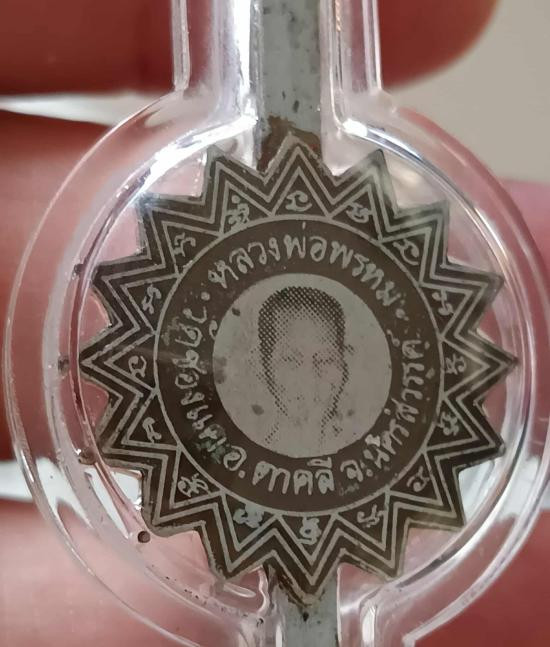 หลวงพ่อพรหม
วัดช่องแค อ. ตาคลี จ. นครสวรรค์